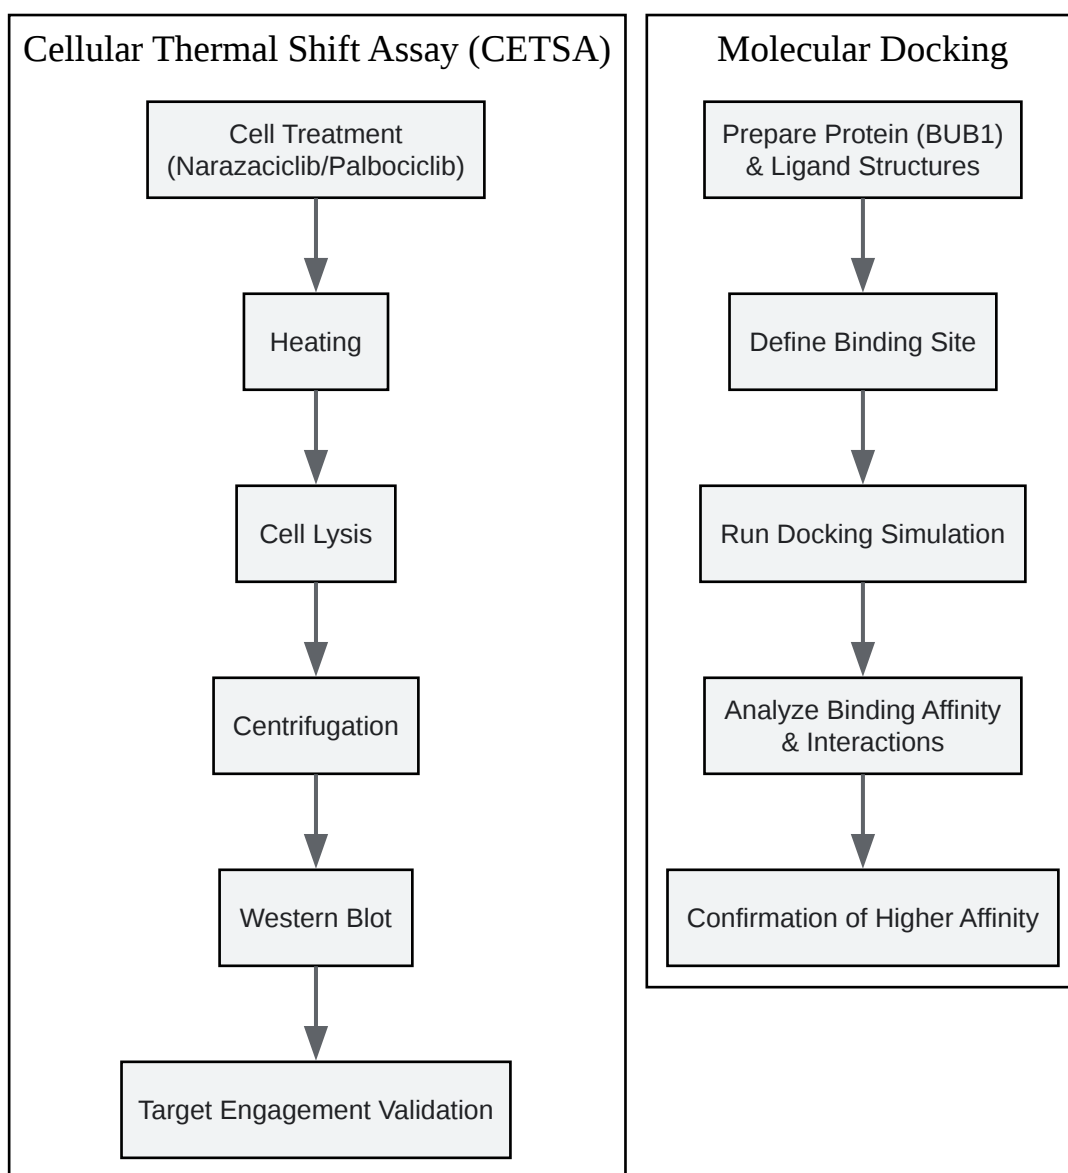 Cellular Thermal Shift Assay (CETSA)
Cell Treatment
(Narazaciclib/Palbociclib)
Heating
Cell Lysis
Centrifugation
Western Blot
Target Engagement Validation
Molecular Docking
Prepare Protein (BUB1)
& Ligand Structures
Define Binding Site
Run Docking Simulation
Analyze Binding Affinity
& Interactions
Confirmation of Higher Affinity